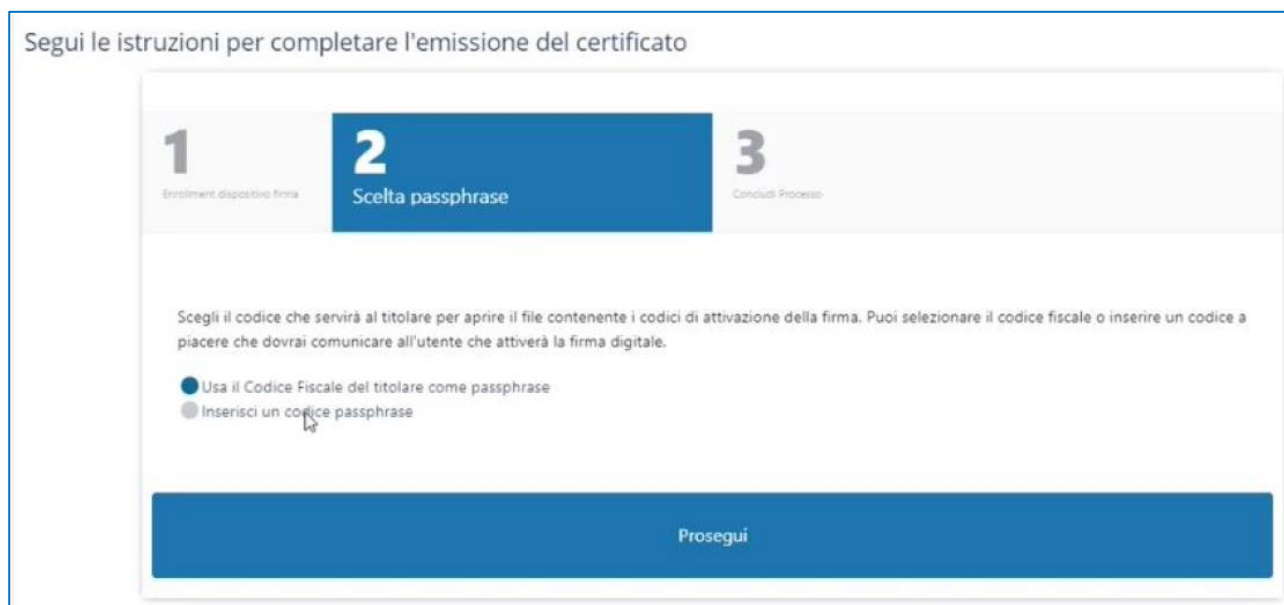 Segui le istruzioni per completare l'emissione del certificato
1
Enrollment dispositivo firma
2
Scelta passphrase
3
Concludi Processo
Scegli il codice che servirà al titolare per aprire il file contenente i codici di attivazione della firma. Puoi selezionare il codice fiscale o inserire un codice a
piacere che dovrai comunicare all'utente che attiverà la firma digitale.
Usa il Codice Fiscale del titolare come passphrase
Inserisci un codice passphrase
Prosegui